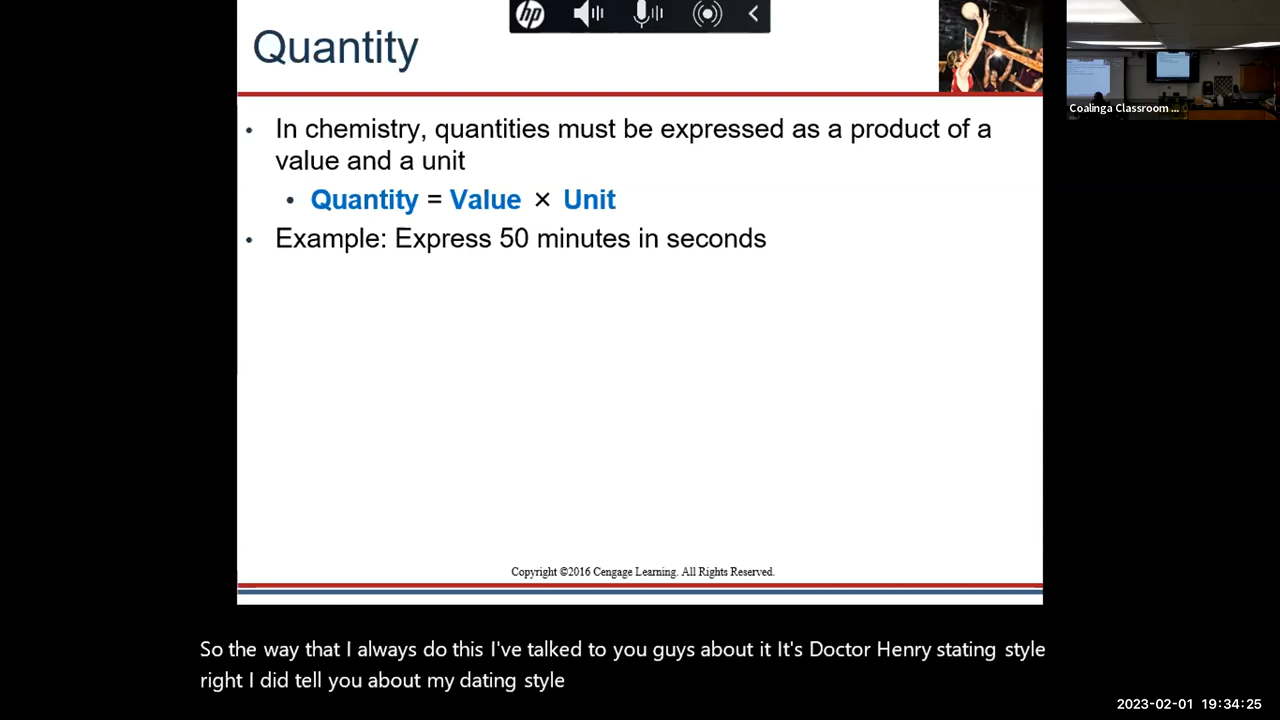 hp
Quantity
Coalinga Classroom ...
• In chemistry, quantities must be expressed as a product of a
value and a unit
• Quantity = Value × Unit
• Example: Express 50 minutes in seconds
Copyright ©2016 Cengage Learning. All Rights Reserved.
So the way that I always do this I've talked to you guys about it It's Doctor Henry stating style
right I did tell you about my dating style
2023-02-01 19:34:25